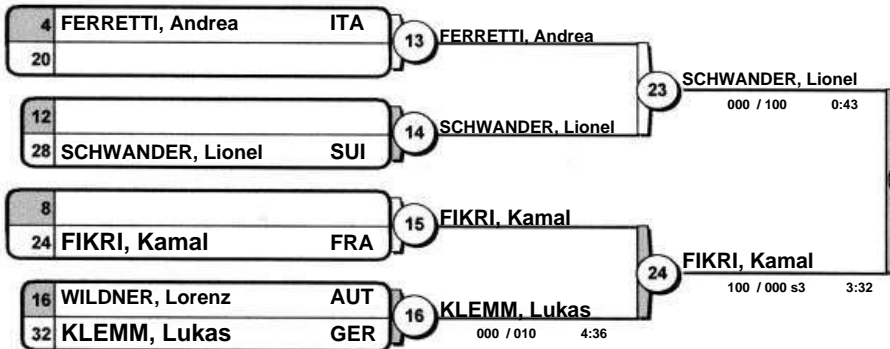 4 FERRETTI, Andrea ITA
20
13 FERRETTI, Andrea
12
28 SCHWANDER, Lionel SUI
14 SCHWANDER, Lionel
23 SCHWANDER, Lionel
000 / 100 0:43
8
24 FIKRI, Kamal FRA
15 FIKRI, Kamal
16 WILDNER, Lorenz AUT
32 KLEMM, Lukas GER
16 KLEMM, Lukas
000 / 010 4:36
24 FIKRI, Kamal
100 / 000 s3 3:32